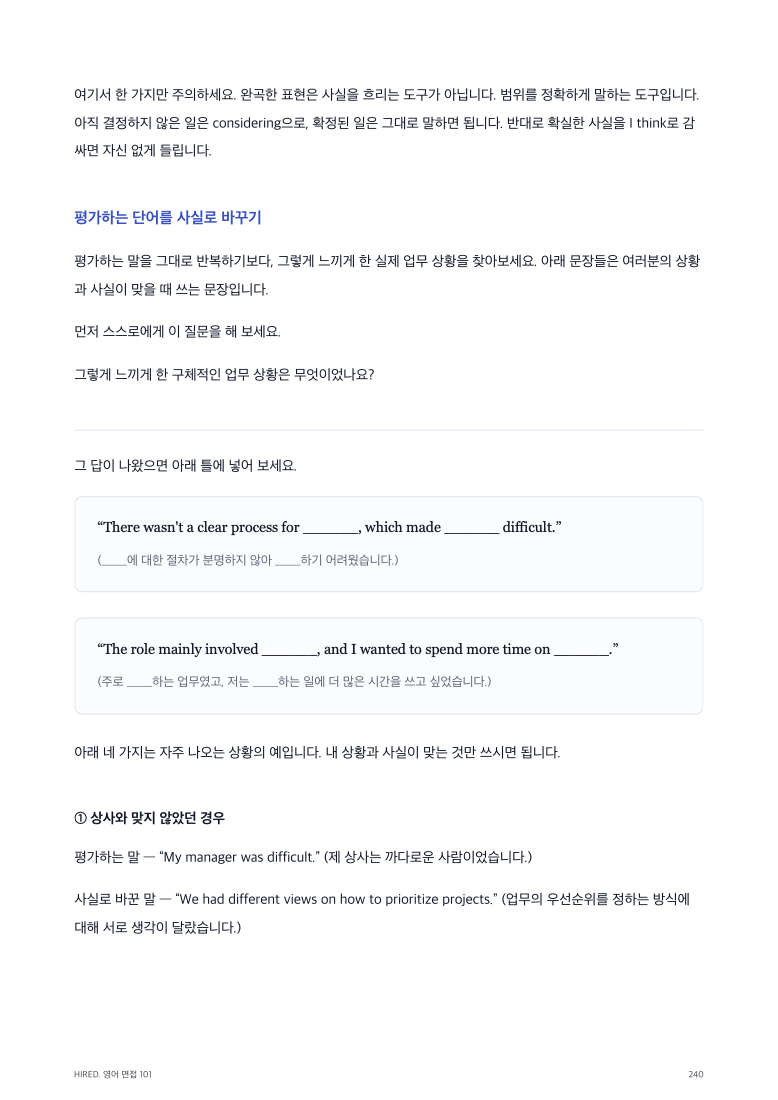 여기서 한 가지만 주의하세요. 완곡한 표현은 사실을 흐리는 도구가 아닙니다. 범위를 정확하게 말하는 도구입니다.
아직 결정하지 않은 일은 considering으로, 확정된 일은 그대로 말하면 됩니다. 반대로 확실한 사실을 I think로 감
싸면 자신 없게 들립니다.
평가하는 단어를 사실로 바꾸기
평가하는 말을 그대로 반복하기보다, 그렇게 느끼게 한 실제 업무 상황을 찾아보세요. 아래 문장들은 여러분의 상황
과 사실이 맞을 때 쓰는 문장입니다.
먼저 스스로에게 이 질문을 해 보세요.
그렇게 느끼게 한 구체적인 업무 상황은 무엇이었나요?
그 답이 나왔으면 아래 틀에 넣어 보세요.
“There wasn't a clear process for _______, which made _______ difficult.”
(____에 대한 절차가 분명하지 않아 ____하기 어려웠습니다.)
“The role mainly involved _______, and I wanted to spend more time on _______.”
(주로 ____하는 업무였고, 저는 ____하는 일에 더 많은 시간을 쓰고 싶었습니다.)
아래 네 가지는 자주 나오는 상황의 예입니다. 내 상황과 사실이 맞는 것만 쓰시면 됩니다.
① 상사와 맞지 않았던 경우
평가하는 말 — “My manager was difficult.” (제 상사는 까다로운 사람이었습니다.)
사실로 바꾼 말 — “We had different views on how to prioritize projects.” (업무의 우선순위를 정하는 방식에
대해 서로 생각이 달랐습니다.)
HIRED. 영어 면접 101
240